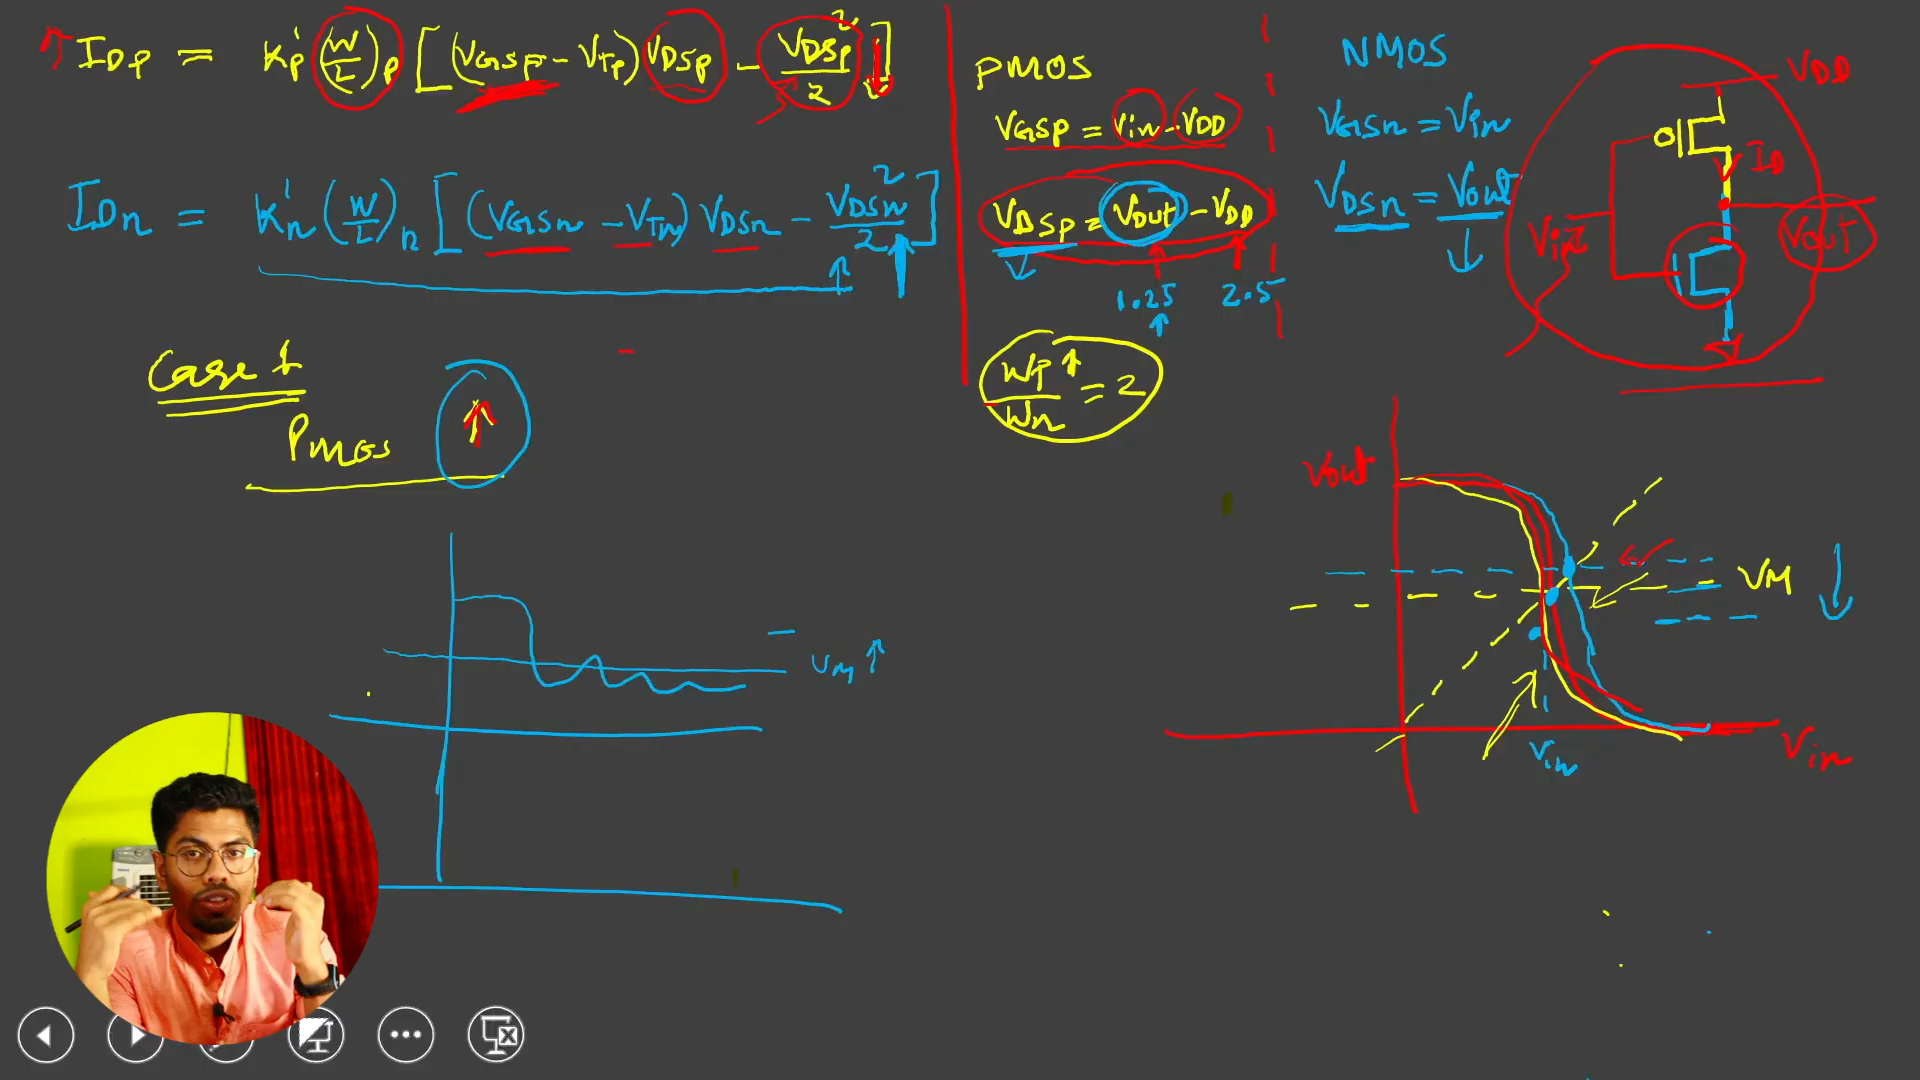 ↑ IDp = K'p (W/L)p [(VGSp - VTp) VDSp - VDSp²/2]
IDn = K'n (W/L)n [(VGSn - VTn) VDSn - VDSn²/2]
PMOS
VGSp = Vin - VDD
VDSp = Vout - VDD
1.25
2.5
Wp↑/Wn = 2
NMOS
VGSn = Vin
VDSn = Vout
VDD
ID
Vin
Vout
Case 1
PMOS ↑
VM ↑
Vout
VM
Vin
Vin